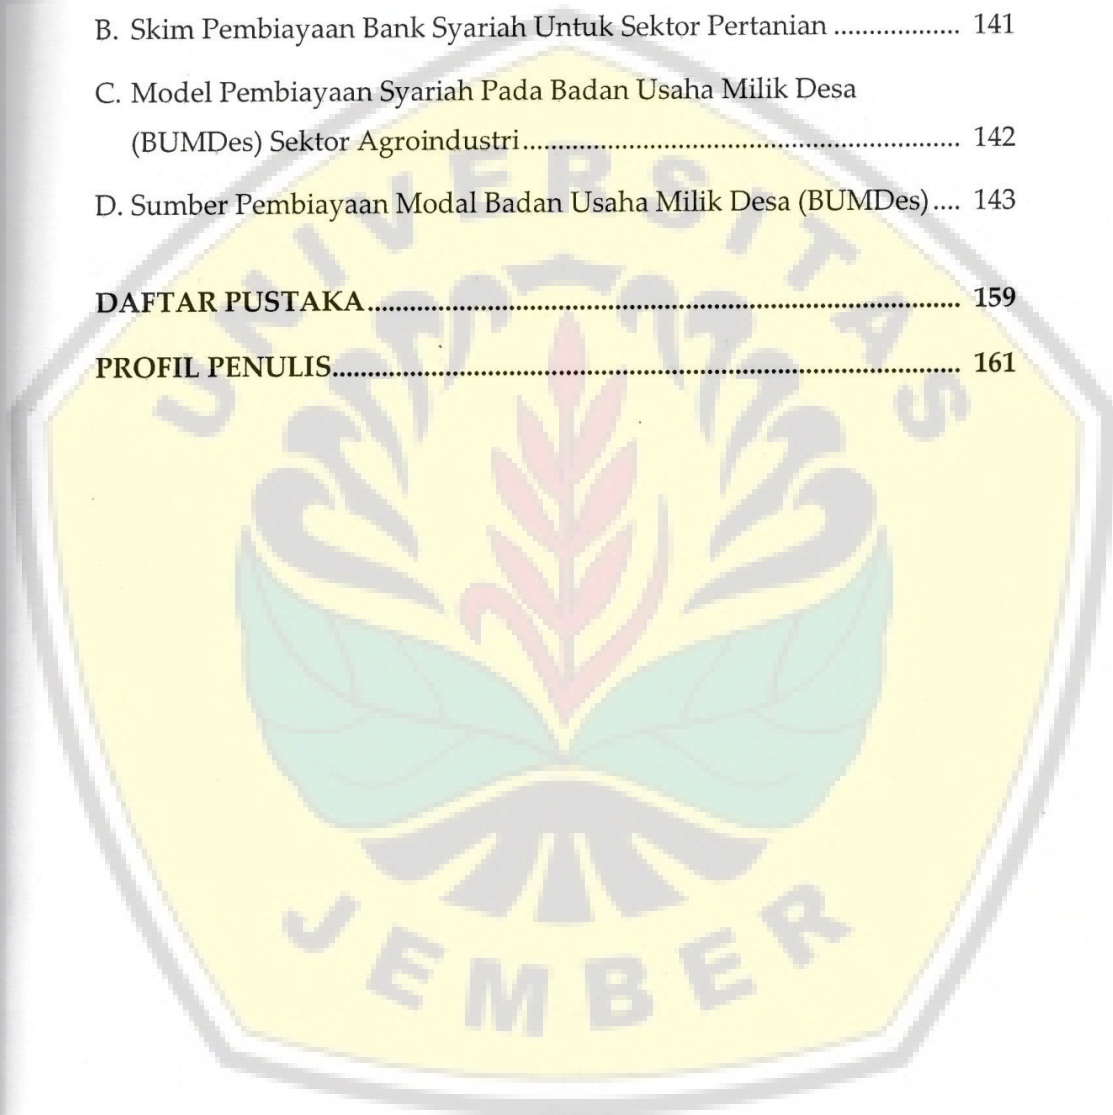 B. Skim Pembiayaan Bank Syariah Untuk Sektor Pertanian .................. 141
C. Model Pembiayaan Syariah Pada Badan Usaha Milik Desa
(BUMDes) Sektor Agroindustri.............................................................. 142
D. Sumber Pembiayaan Modal Badan Usaha Milik Desa (BUMDes).... 143
DAFTAR PUSTAKA.................................................................................... 159
PROFIL PENULIS......................................................................................... 161
UNIVERSITAS
JEMBER